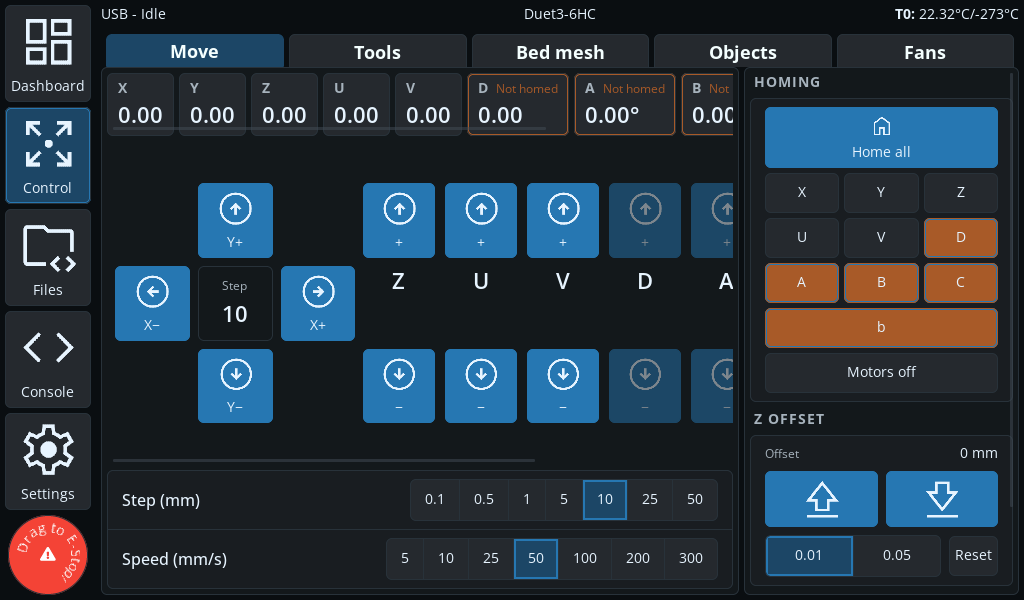 USB - Idle
Duet3-6HC
T0: 22.32°C/-273°C
Dashboard
Control
Files
Console
Settings
Drag to E-Stop!
Move
Tools
Bed mesh
Objects
Fans
X
0.00
Y
0.00
Z
0.00
U
0.00
V
0.00
D Not homed
0.00
A Not homed
0.00°
B Not
0.00
Y+
X−
Step
10
X+
Y−
+
+
+
+
+
Z
U
V
D
A
−
−
−
−
−
Step (mm)
0.1
0.5
1
5
10
25
50
Speed (mm/s)
5
10
25
50
100
200
300
HOMING
Home all
X
Y
Z
U
V
D
A
B
C
b
Motors off
Z OFFSET
Offset
0 mm
0.01
0.05
Reset